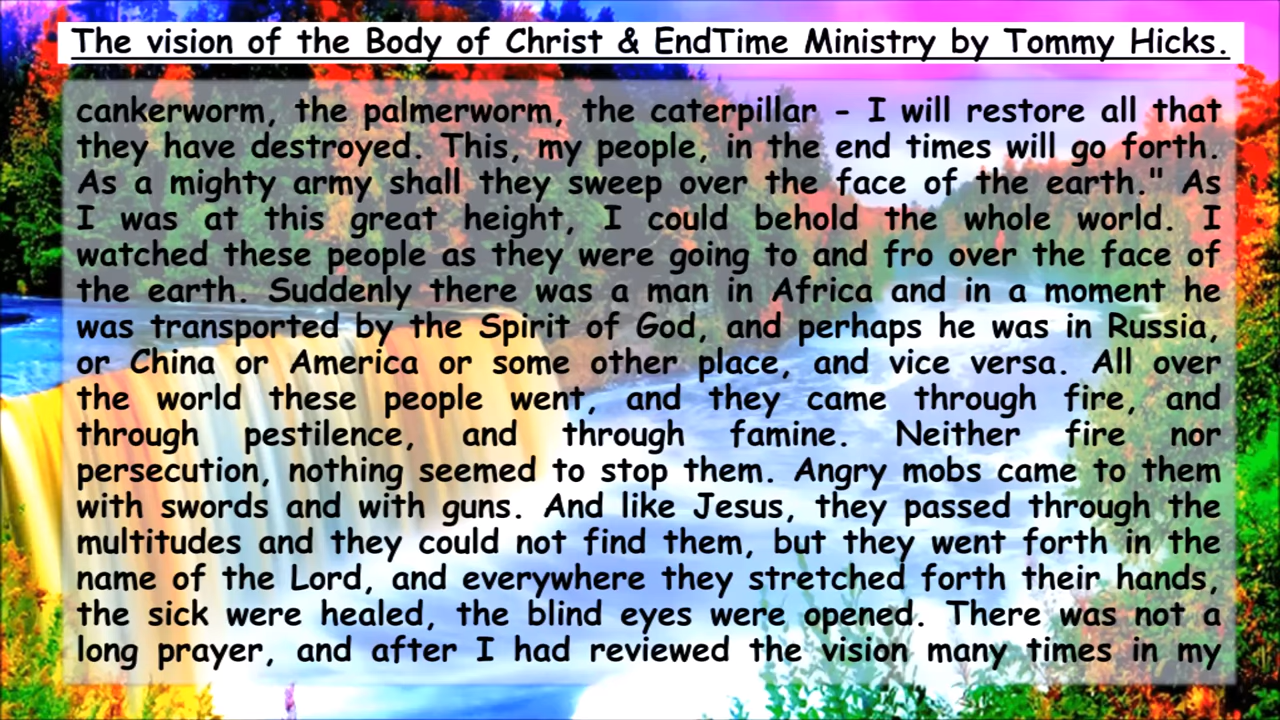 The vision of the Body of Christ & EndTime Ministry by Tommy Hicks.
cankerworm, the palmerworm, the caterpillar - I will restore all that
they have destroyed. This, my people, in the end times will go forth.
As a mighty army shall they sweep over the face of the earth." As
I was at this great height, I could behold the whole world. I
watched these people as they were going to and fro over the face of
the earth. Suddenly there was a man in Africa and in a moment he
was transported by the Spirit of God, and perhaps he was in Russia,
or China or America or some other place, and vice versa. All over
the world these people went, and they came through fire, and
through pestilence, and through famine. Neither fire nor
persecution, nothing seemed to stop them. Angry mobs came to them
with swords and with guns. And like Jesus, they passed through the
multitudes and they could not find them, but they went forth in the
name of the Lord, and everywhere they stretched forth their hands,
the sick were healed, the blind eyes were opened. There was not a
long prayer, and after I had reviewed the vision many times in my